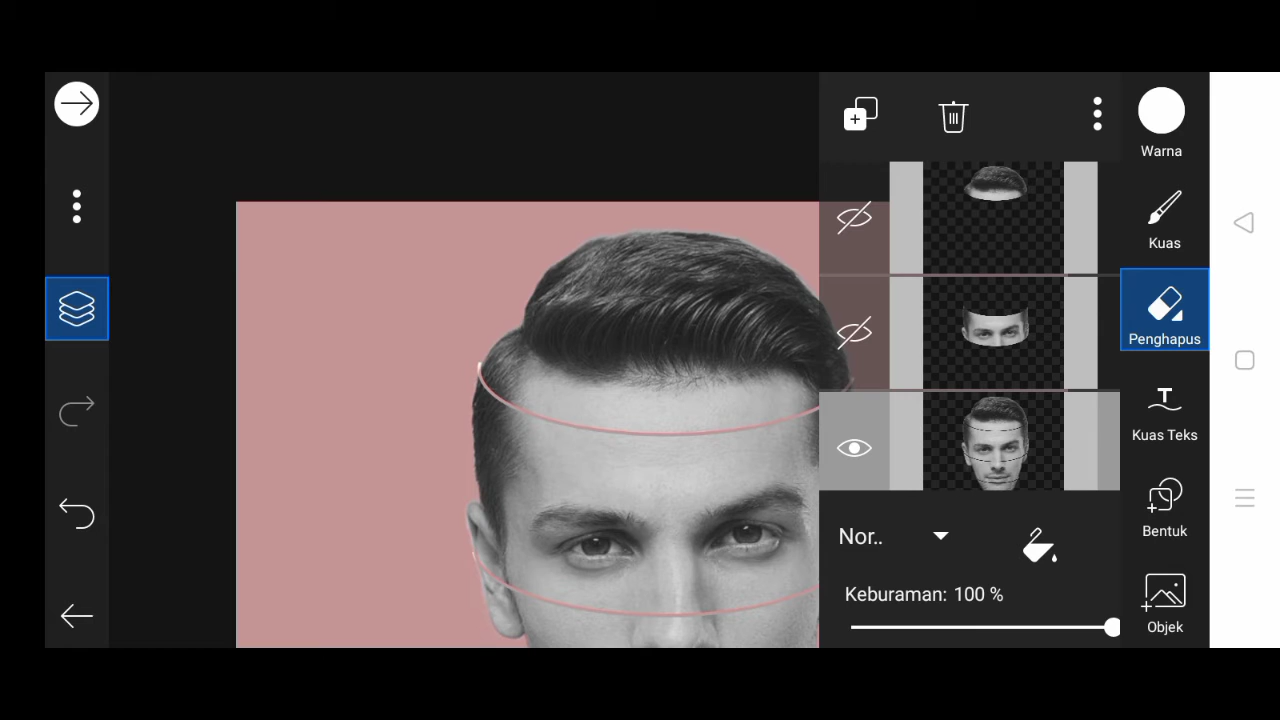 Warna
Kuas
Penghapus
Kuas Teks
Bentuk
Objek
Nor..
Keburaman: 100 %